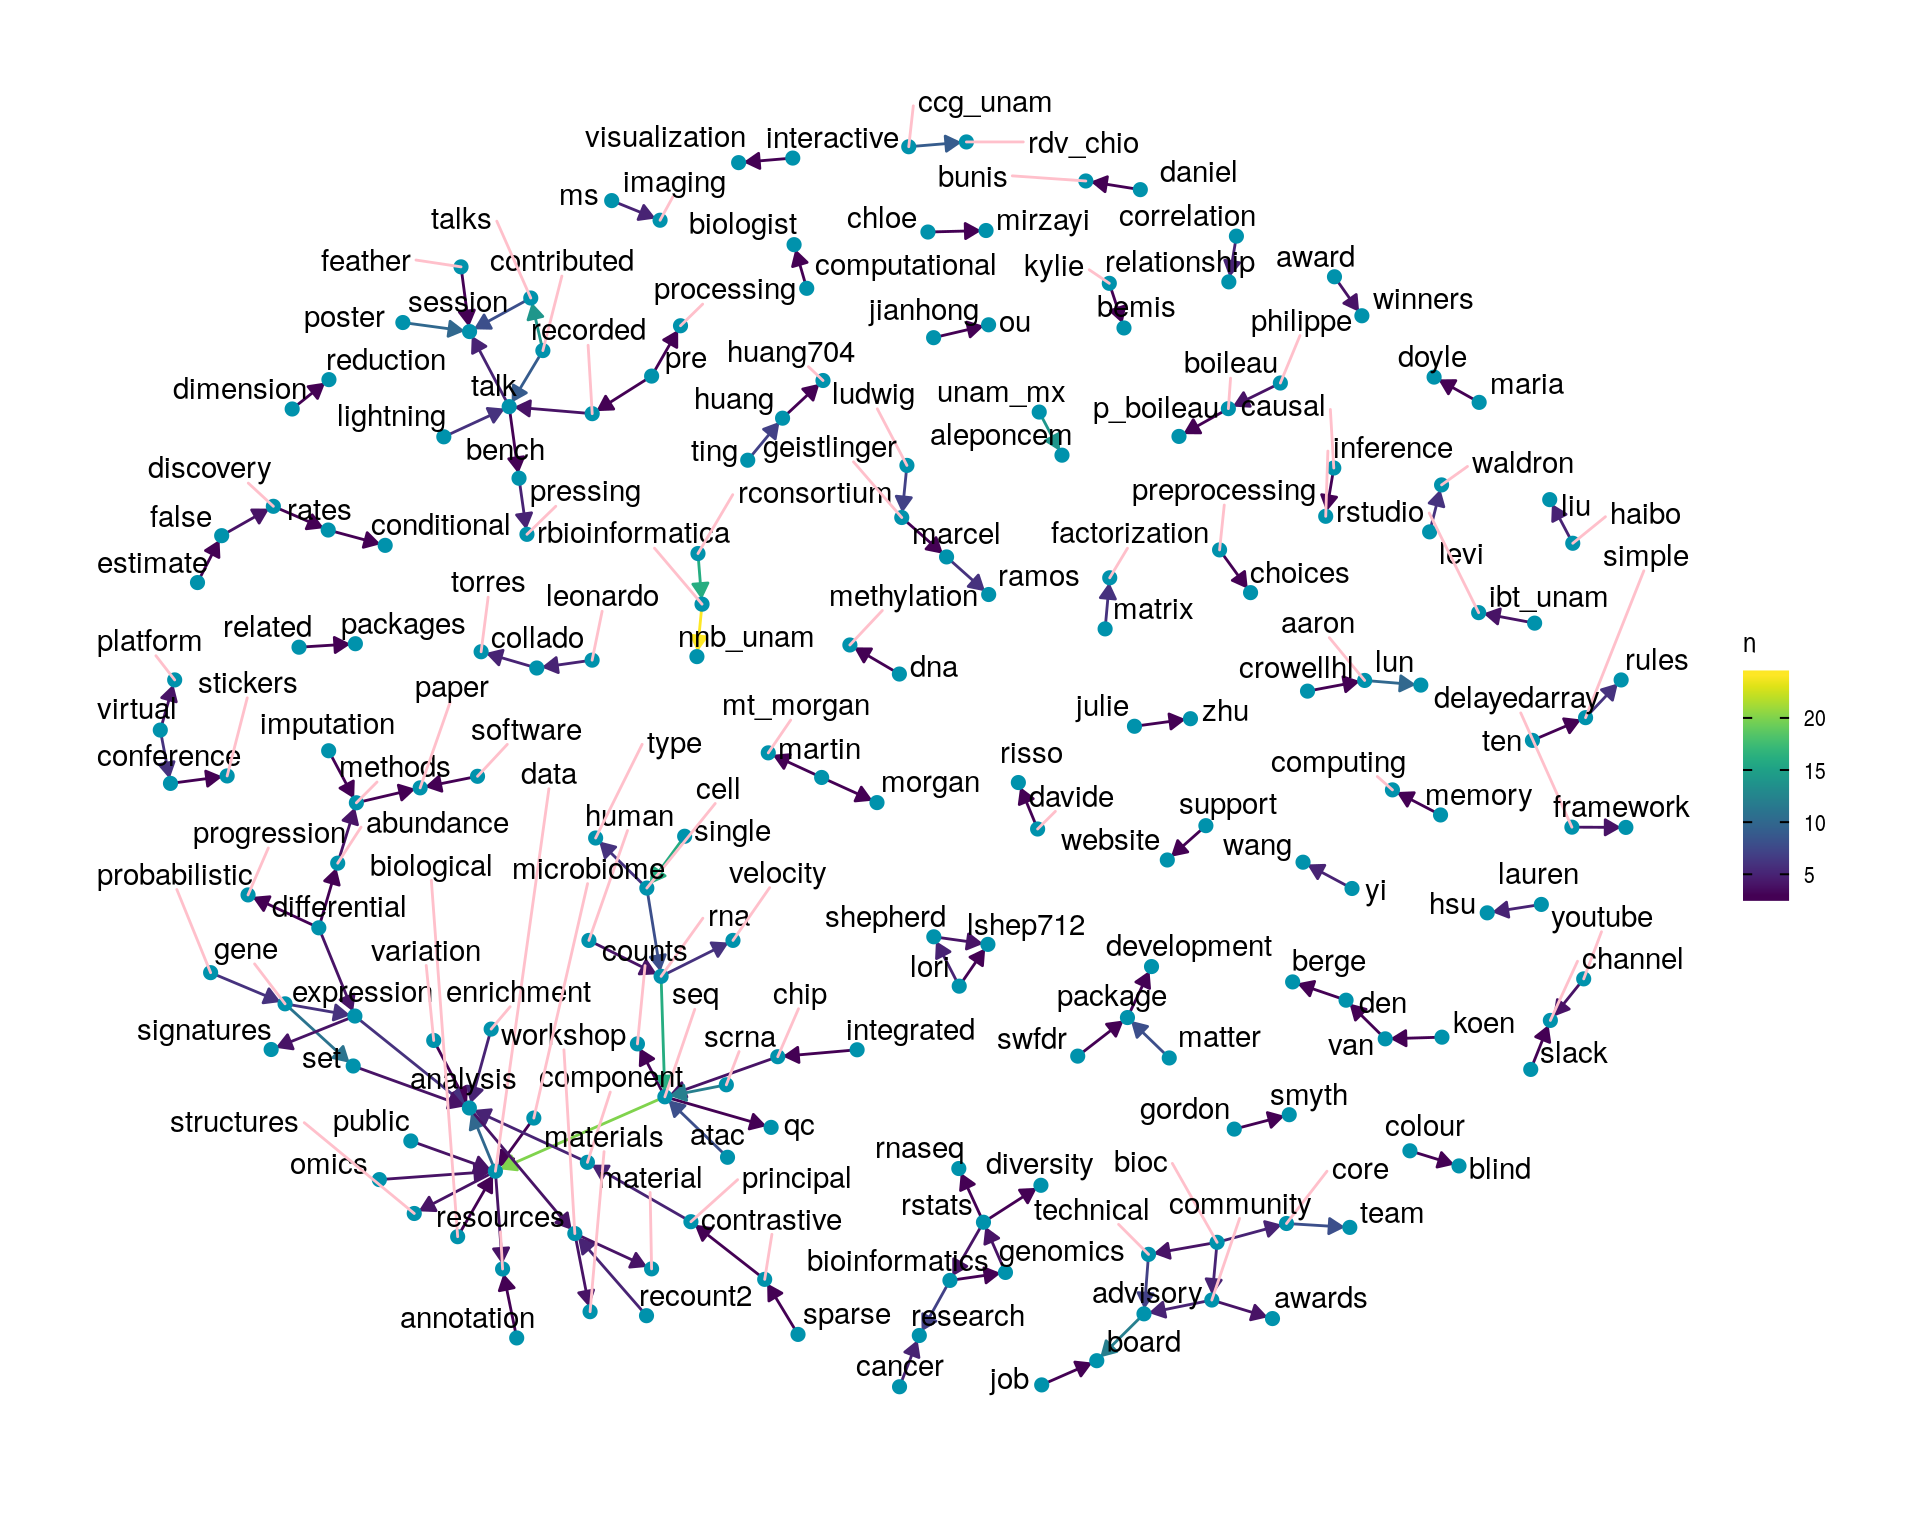 ccg_unam
visualization
interactive
rdv_chio
bunis
daniel
ms
imaging
talks
biologist
chloe
mirzayi
correlation
feather
contributed
computational
kylie
relationship
award
processing
poster
session
jianhong
ou
bemis
winners
recorded
philippe
reduction
pre
huang704
boileau
doyle
dimension
talk
maria
lightning
huang
ludwig
unam_mx
p_boileau
causal
bench
ting
geistlinger
aleponcem
inference
discovery
waldron
pressing
rconsortium
preprocessing
false
rates
conditional
rbioinformatica
marcel
factorization
rstudio
liu
haibo
estimate
levi
simple
torres
leonardo
methylation
ramos
choices
matrix
ibt_unam
platform
related
packages
collado
nnb_unam
dna
aaron
stickers
paper
crowellhl
lun
rules
virtual
imputation
software
mt_morgan
julie
zhu
delayedarray
conference
methods
data
type
martin
morgan
risso
ten
computing
cell
davide
support
memory
framework
progression
abundance
human
single
website
wang
probabilistic
biological
microbiome
velocity
yi
lauren
differential
rna
shepherd
lshep712
hsu
youtube
gene
variation
counts
lori
development
berge
channel
expression
enrichment
seq
chip
package
den
signatures
workshop
scrna
integrated
swfdr
matter
van
koen
set
slack
analysis
component
structures
public
materials
atac
qc
gordon
smyth
colour
omics
material
principal
rnaseq
diversity
bioc
core
blind
resources
contrastive
rstats
technical
community
team
bioinformatics
genomics
annotation
recount2
sparse
research
advisory
awards
cancer
board
job
n
20
15
10
5